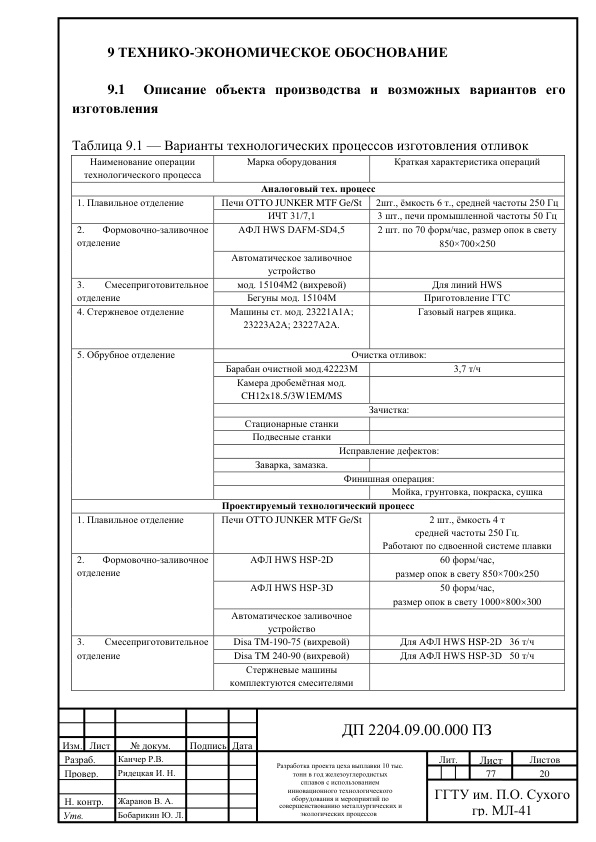 9 ТЕХНИКО-ЭКОНОМИЧЕСКОЕ ОБОСНОВАНИЕ
9.1 Описание объекта производства и возможных вариантов его
изготовления
Таблица 9.1 — Варианты технологических процессов изготовления отливок
Наименование операции технологического процесса
Марка оборудования
Краткая характеристика операций
Аналоговый тех. процесс
1. Плавильное отделение
Печи OTTO JUNKER MTF Ge/St
2шт., ёмкость 6 т., средней частоты 250 Гц
ИЧТ 31/7,1
3 шт., печи промышленной частоты 50 Гц
2. Формовочно-заливочное
отделение
АФЛ HWS DAFM-SD4,5
2 шт. по 70 форм/час, размер опок в свету
850×700×250
Автоматическое заливочное
устройство
3. Смесеприготовительное
отделение
мод. 15104М2 (вихревой)
Для линий HWS
Бегуны мод. 15104М
Приготовление ГТС
4. Стержневое отделение
Машины ст. мод. 23221А1А;
23223А2А; 23227А2А.
Газовый нагрев ящика.
5. Обрубное отделение
Очистка отливок:
Барабан очистной мод.42223М
3,7 т/ч
Камера дробемётная мод.
CH12x18.5/3W1EM/MS
Зачистка:
Стационарные станки
Подвесные станки
Исправление дефектов:
Заварка, замазка.
Финишная операция:
Мойка, грунтовка, покраска, сушка
Проектируемый технологический процесс
1. Плавильное отделение
Печи OTTO JUNKER MTF Ge/St
2 шт., ёмкость 4 т
средней частоты 250 Гц.
Работают по сдвоенной системе плавки
2. Формовочно-заливочное
отделение
АФЛ HWS HSP-2D
60 форм/час,
размер опок в свету 850×700×250
АФЛ HWS HSP-3D
50 форм/час,
размер опок в свету 1000×800×300
Автоматическое заливочное
устройство
3. Смесеприготовительное
отделение
Disa TM-190-75 (вихревой)
Для АФЛ HWS HSP-2D 36 т/ч
Disa TM 240-90 (вихревой)
Для АФЛ HWS HSP-3D 50 т/ч
Стержневые машины
комплектуются смесителями
ДП 2204.09.00.000 ПЗ
Изм. Лист № докум. Подпись Дата
Разраб. Канчер Р.В.
Провер. Ридецкая И. Н.
Н. контр. Жаранов В. А.
Утв. Бобарикин Ю. Л.
Разработка проекта цеха выплавки 10 тыс.
тонн в год железоуглеродистых
сплавов с использованием
инновационного технологического
оборудования и мероприятий по
совершенствованию металлургических и
экологических процессов
Лит. Лист Листов
77 20
ГГТУ им. П.О. Сухого
гр. МЛ-41